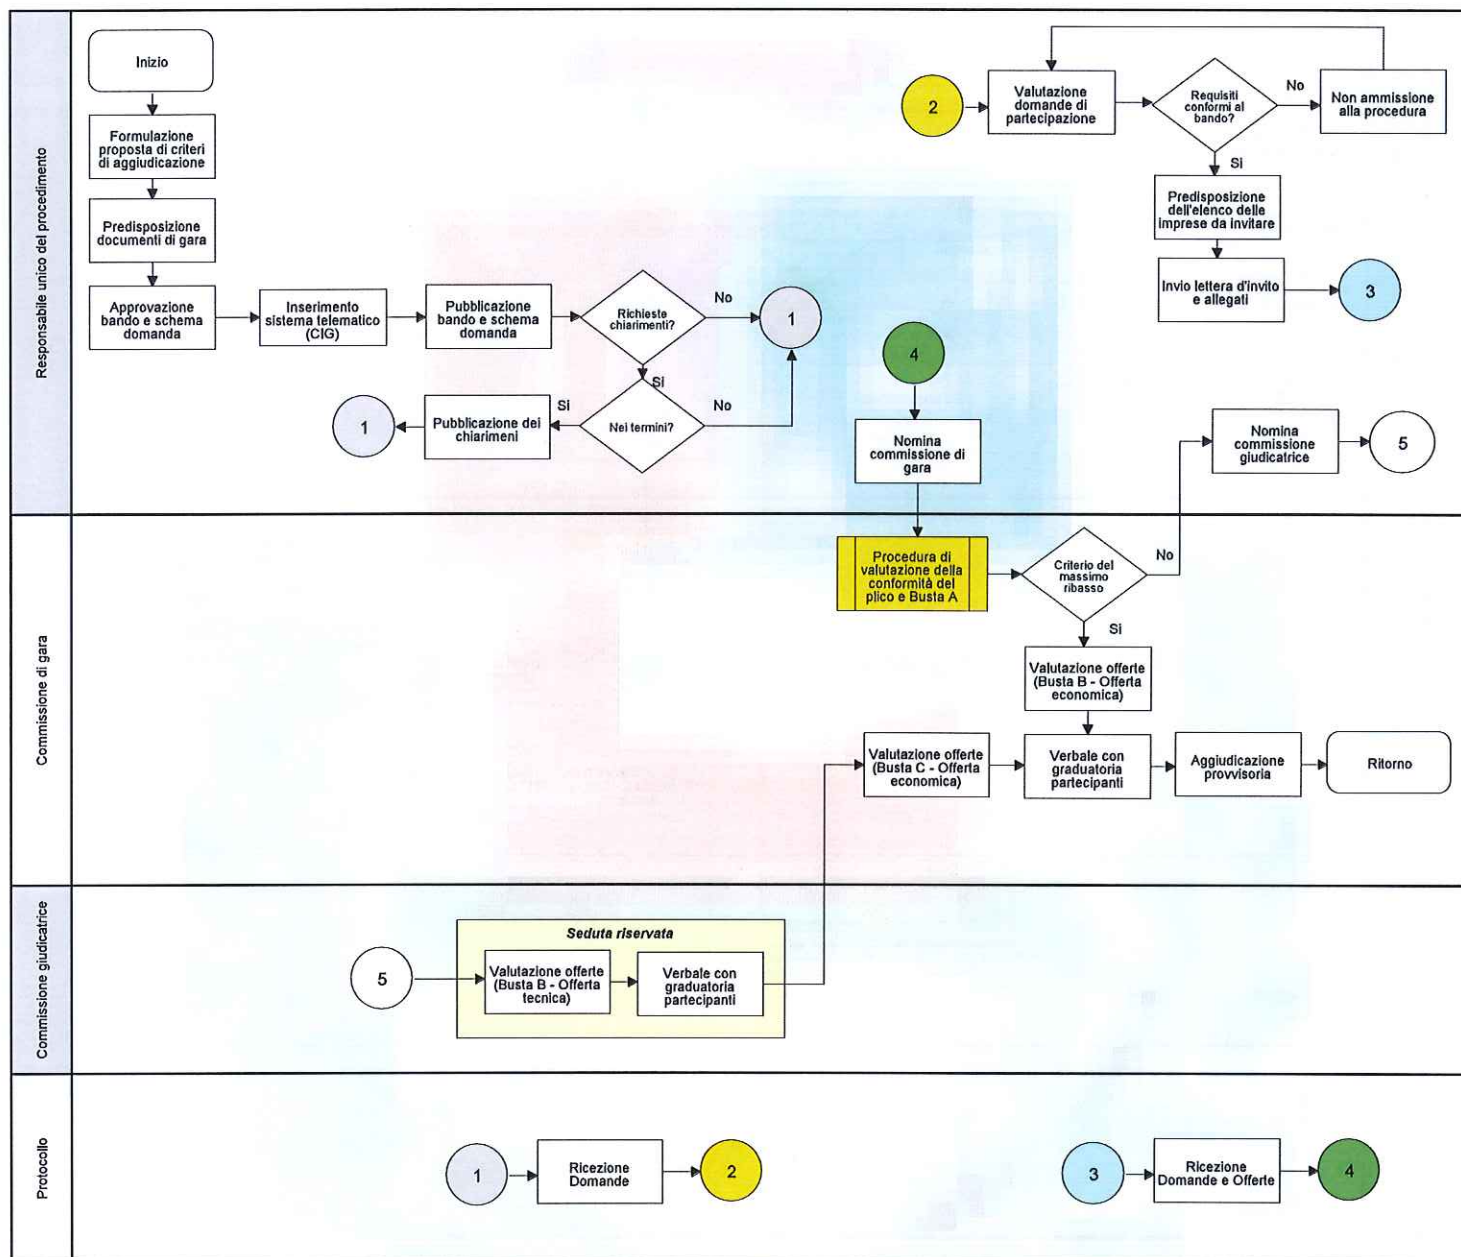 Responsabile unico del procedimento
Inizio
Formulazione
proposta di criteri
di aggiudicazione
Predisposizione
documenti di gara
Approvazione
bando e schema
domanda
Inserimento
sistema telematico
(CIG)
Pubblicazione
bando e schema
domanda
Richieste
chiarimenti?
No
1
Si
Nei termini?
No
Si
Pubblicazione dei
chiarimeni
1
2
Valutazione
domande di
partecipazione
Requisiti
conformi al
bando?
No
Non ammissione
alla procedura
Si
Predisposizione
dell'elenco delle
imprese da invitare
Invio lettera d'invito
e allegati
3
4
Nomina
commissione di
gara
Nomina
commissione
giudicatrice
5
Commissione di gara
Procedura di
valutazione della
conformità del
plico e Busta A
Criterio del
massimo
ribasso
No
Si
Valutazione offerte
(Busta B - Offerta
economica)
Valutazione offerte
(Busta C - Offerta
economica)
Verbale con
graduatoria
partecipanti
Aggiudicazione
provvisoria
Ritorno
Commissione giudicatrice
5
Seduta riservata
Valutazione offerte
(Busta B - Offerta
tecnica)
Verbale con
graduatoria
partecipanti
Protocollo
1
Ricezione
Domande
2
3
Ricezione
Domande e Offerte
4